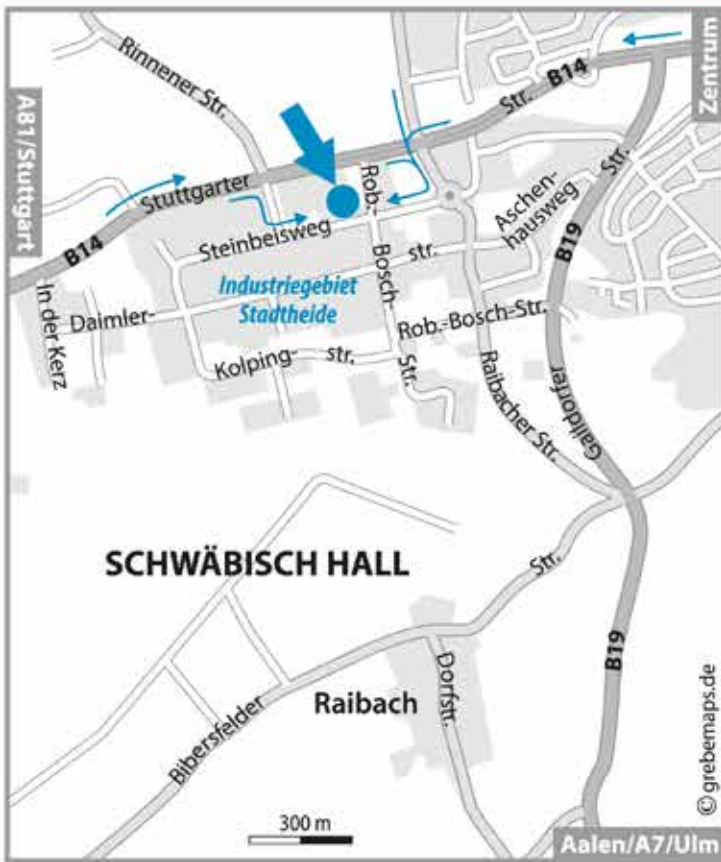 Rinnener Str.
Str.
B14
Zentrum
A81/Stuttgart
Stuttgarter
B14
Rob.-
Bosch-
Str.
Steinbeisweg
Aschen-
hausweg
Str.
B19
Industriegebiet
Stadtheide
str.
Daimler-
In der Kerz
Rob.-Bosch-Str.
Kolping-
str.
Raibacher Str.
Gaildorfer
SCHWÄBISCH HALL
Str.
Raibach
Dorfstr.
B19
Bibersfelder
300 m
© grebemaps.de
Aalen/A7/Ulm